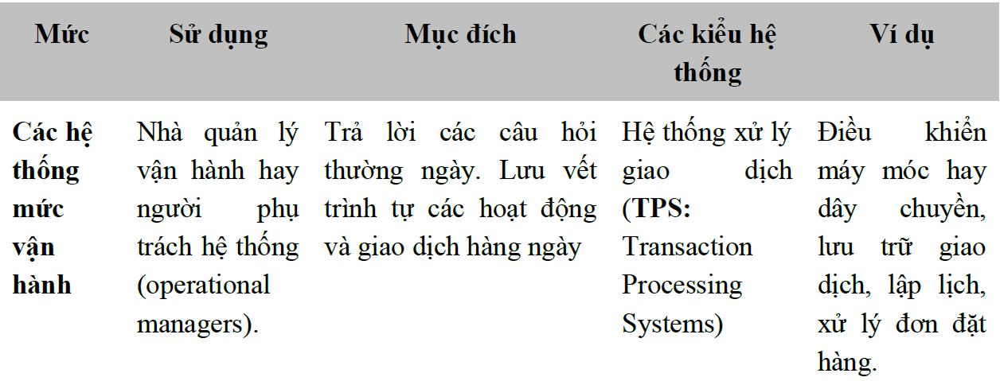 Mức
Sử dụng
Mục đích
Các kiểu hệ
thống
Ví dụ
Các hệ
thống
mức
vận
hành
Nhà quản lý
vận hành hay
người phụ
trách hệ thống
(operational
managers).
Trả lời các câu hỏi
thường ngày. Lưu vết
trình tự các hoạt động
và giao dịch hàng ngày
Hệ thống xử lý
giao dịch
(TPS:
Transaction
Processing
Systems)
Điều khiển
máy móc hay
dây chuyền,
lưu trữ giao
dịch, lập lịch,
xử lý đơn đặt
hàng.